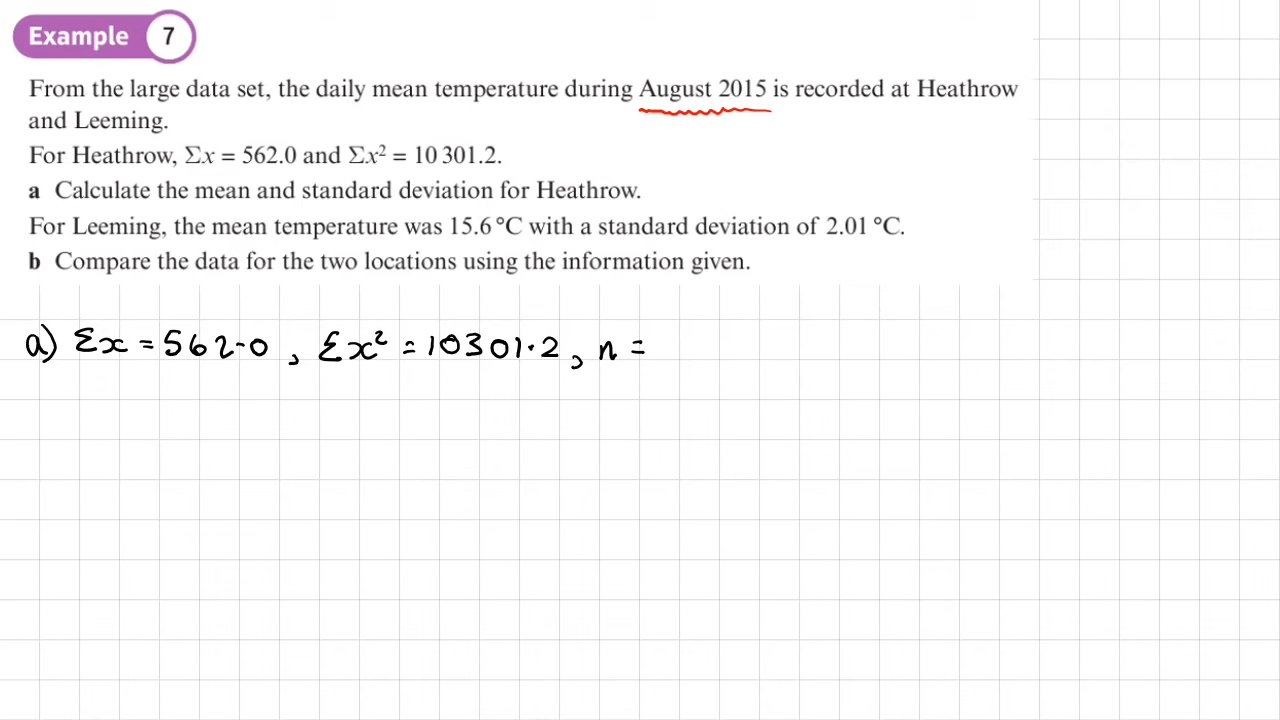 Example 7
From the large data set, the daily mean temperature during August 2015 is recorded at Heathrow
and Leeming.
For Heathrow, Σx = 562.0 and Σx² = 10 301.2.
a Calculate the mean and standard deviation for Heathrow.
For Leeming, the mean temperature was 15.6 °C with a standard deviation of 2.01 °C.
b Compare the data for the two locations using the information given.
a) Σx = 562·0 , Σx² = 10301·2 , n =